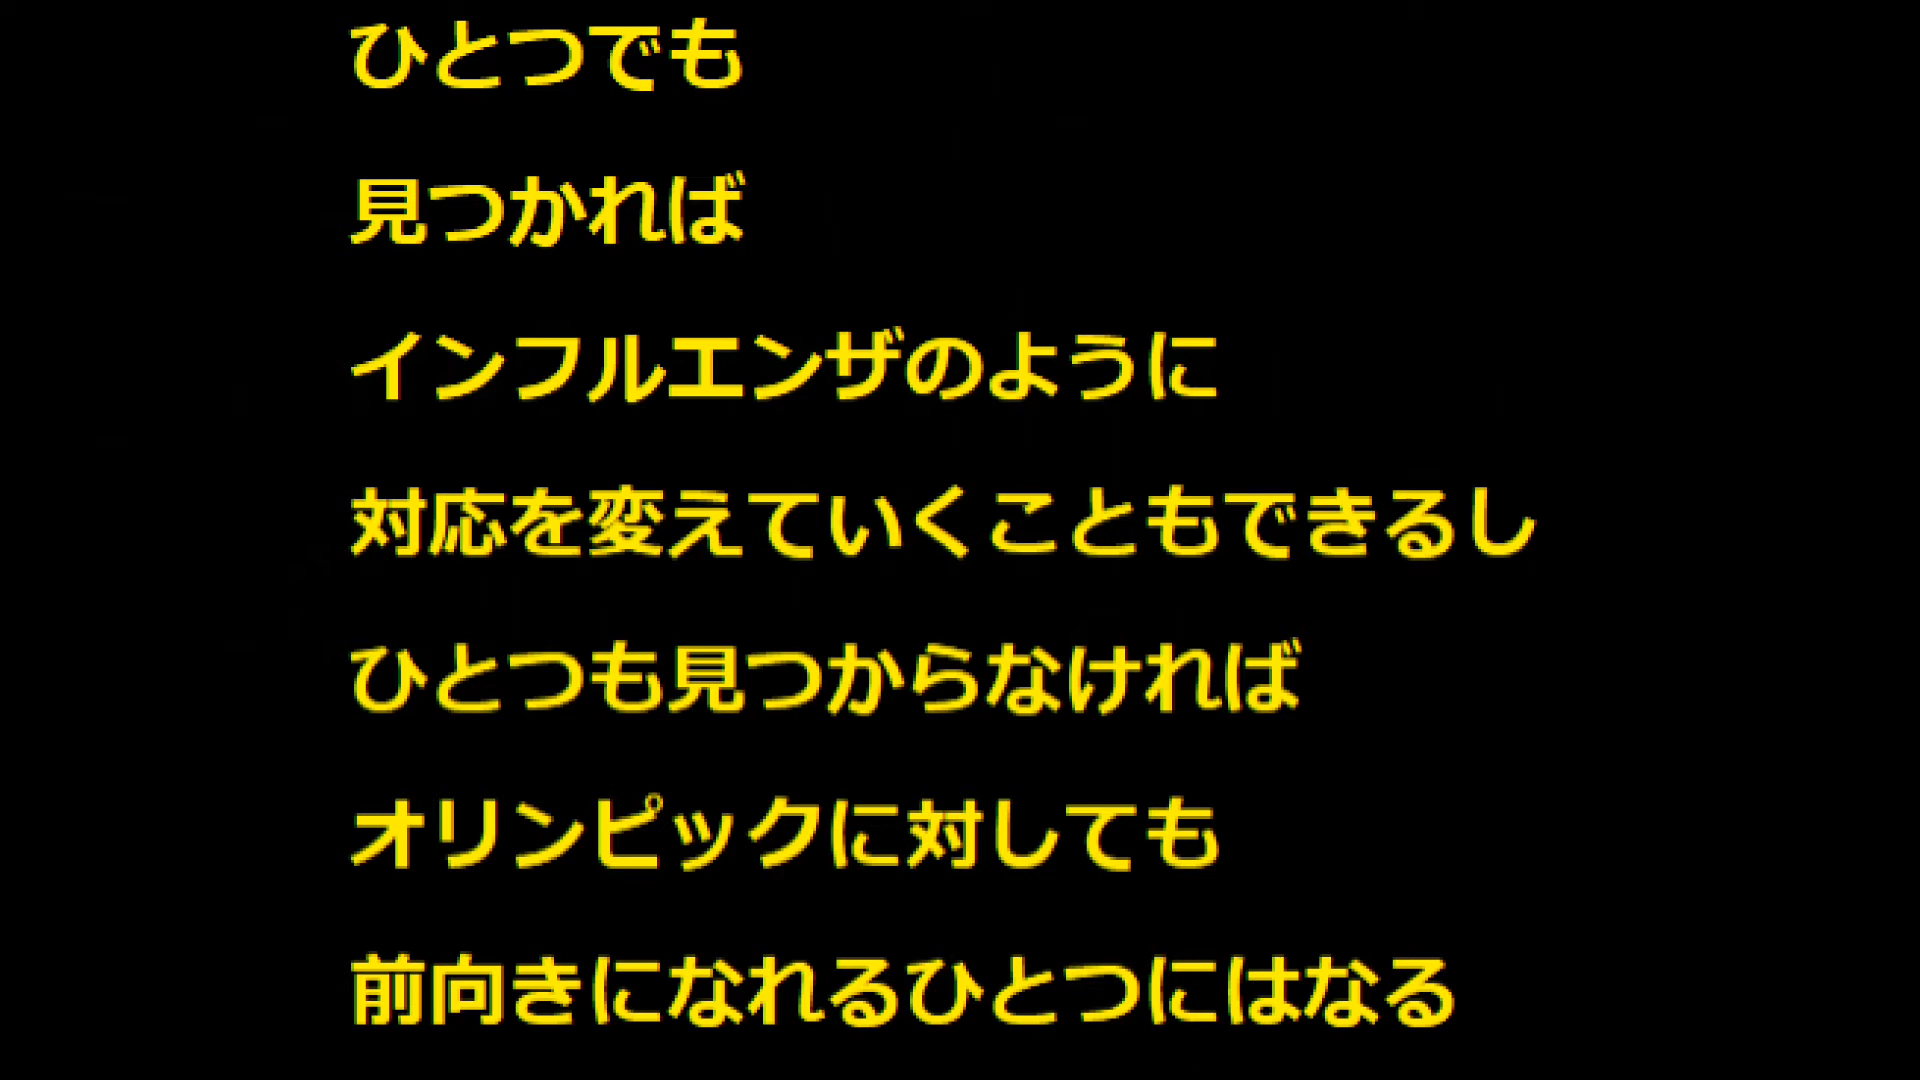 ひとつでも
見つかれば
インフルエンザのように
対応を変えていくこともできるし
ひとつも見つからなければ
オリンピックに対しても
前向きになれるひとつにはなる